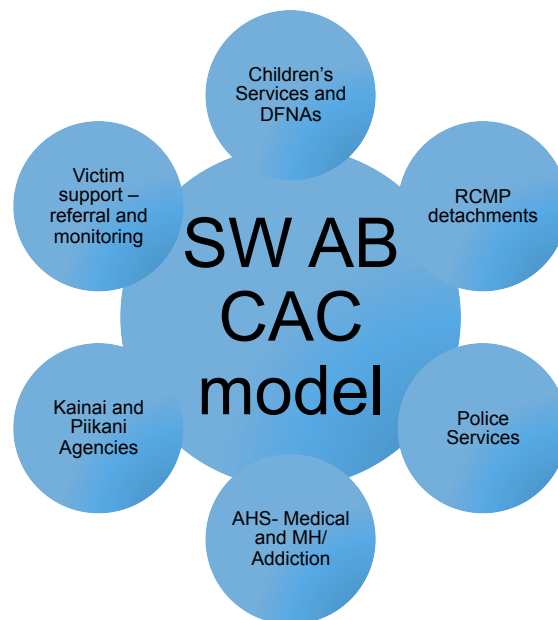 Children's
Services and
DFNAs
RCMP
detachments
Police
Services
AHS- Medical
and MH/
Addiction
Kainai and
Piikani
Agencies
Victim
support –
referral and
monitoring
SW AB
CAC
model